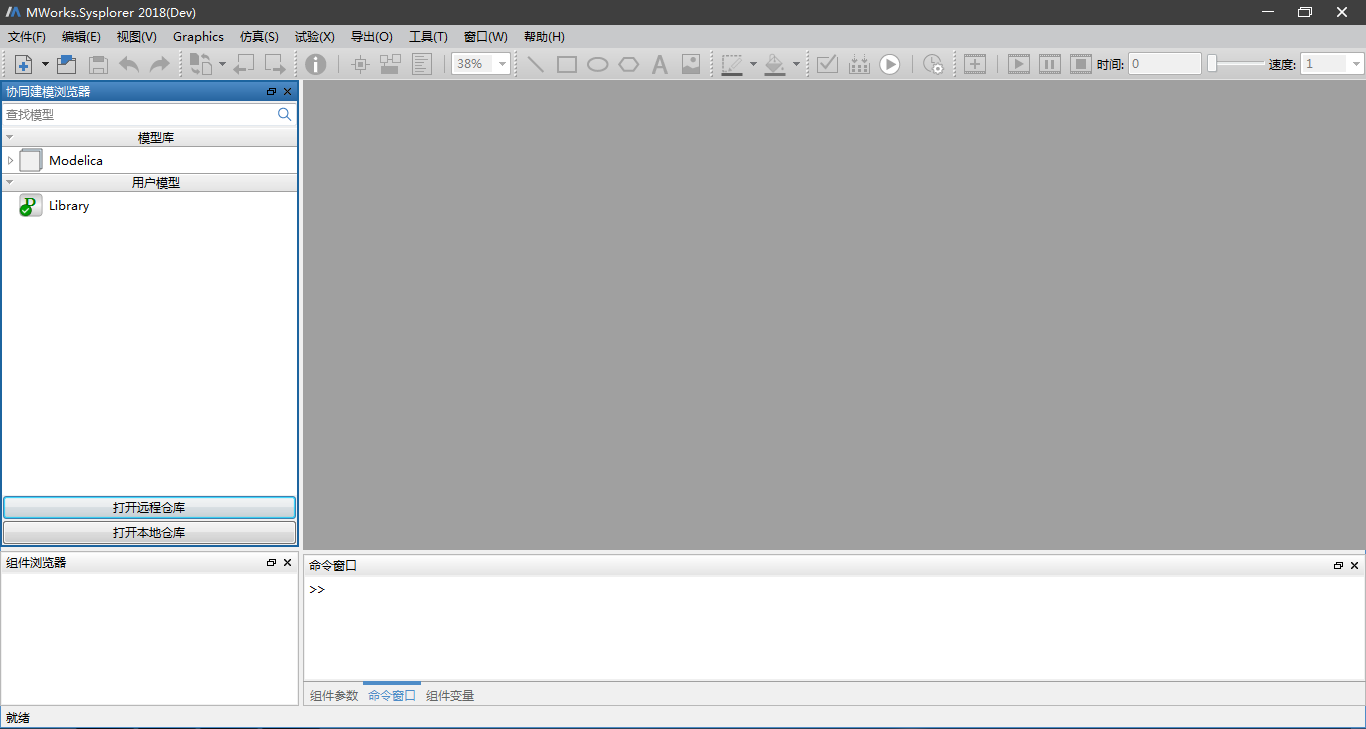 MWorks.Sysplorer 2018(Dev)
文件(F) 编辑(E) 视图(V) Graphics 仿真(S) 试验(X) 导出(O) 工具(T) 窗口(W) 帮助(H)
38% 时间: 0 速度: 1
协同建模浏览器
查找模型
模型库
Modelica
用户模型
Library
打开远程仓库
打开本地仓库
组件浏览器
命令窗口
>>
组件参数 命令窗口 组件变量
就绪